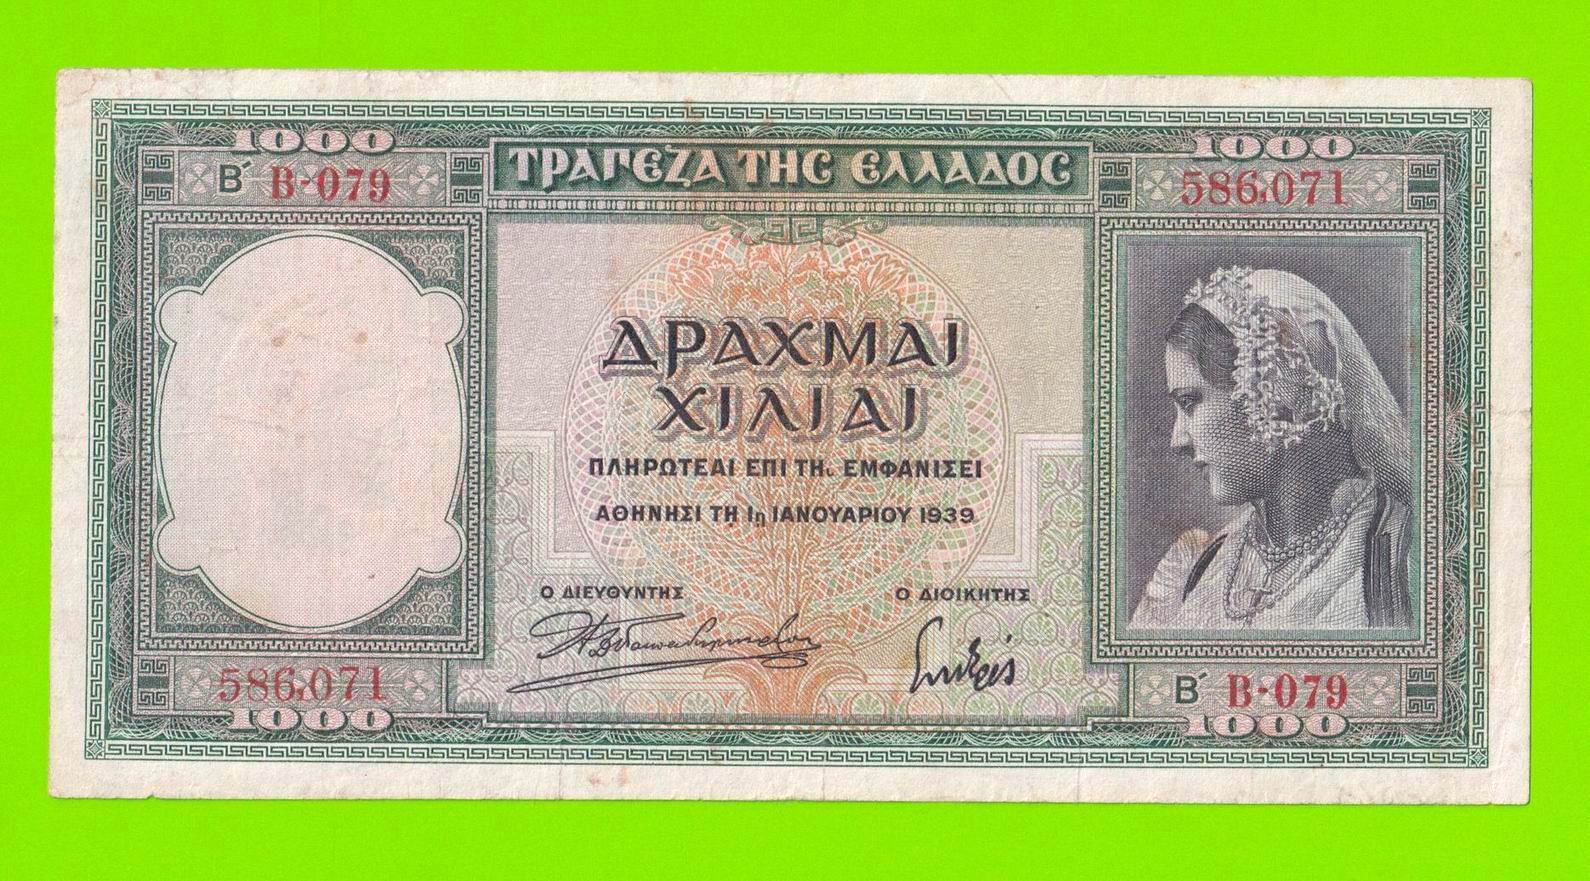 1000
Β΄ Β-079
ΤΡΑΠΕΖΑ ΤΗΣ ΕΛΛΑΔΟΣ
1000
586,071
ΔΡΑΧΜΑΙ
ΧΙΛΙΑΙ
ΠΛΗΡΩΤΕΑΙ ΕΠΙ ΤΗι ΕΜΦΑΝΙΣΕΙ
ΑΘΗΝΗΣΙ ΤΗ 1η ΙΑΝΟΥΑΡΙΟΥ 1939
Ο ΔΙΕΥΘΥΝΤΗΣ
Ο ΔΙΟΙΚΗΤΗΣ
586,071
1000
Β΄ Β-079
1000